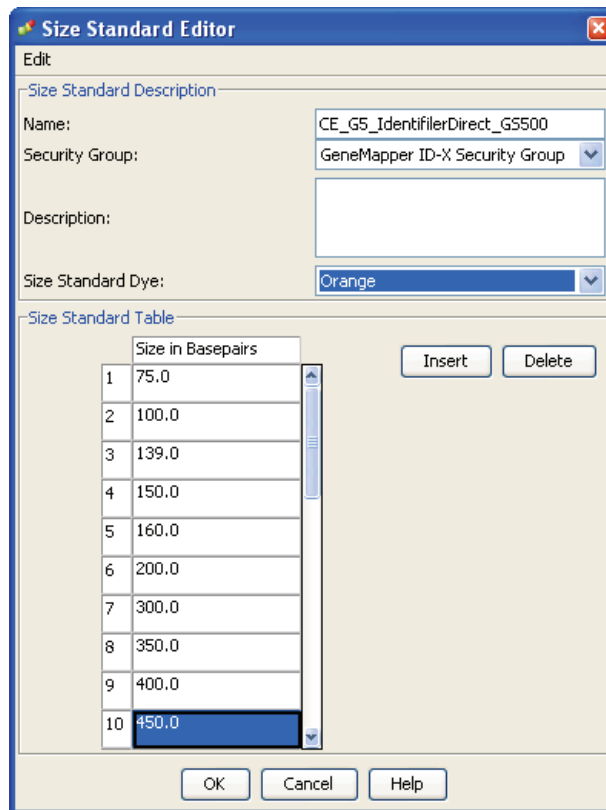 Size Standard Editor
Edit
Size Standard Description
Name: CE_G5_IdentifilerDirect_GS500
Security Group: GeneMapper ID-X Security Group
Description:
Size Standard Dye: Orange
Size Standard Table
Size in Basepairs
Insert Delete
1 75.0
2 100.0
3 139.0
4 150.0
5 160.0
6 200.0
7 300.0
8 350.0
9 400.0
10 450.0
OK Cancel Help